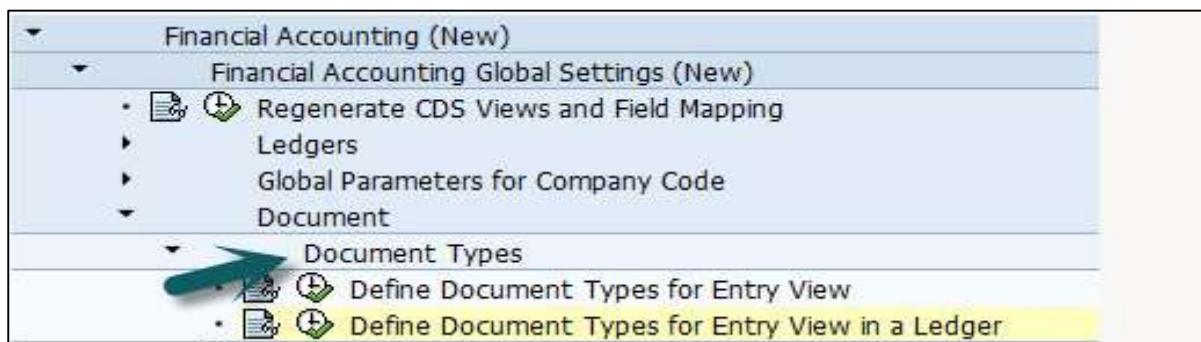 Financial Accounting (New)
Financial Accounting Global Settings (New)
Regenerate CDS Views and Field Mapping
Ledgers
Global Parameters for Company Code
Document
Document Types
Define Document Types for Entry View
Define Document Types for Entry View in a Ledger